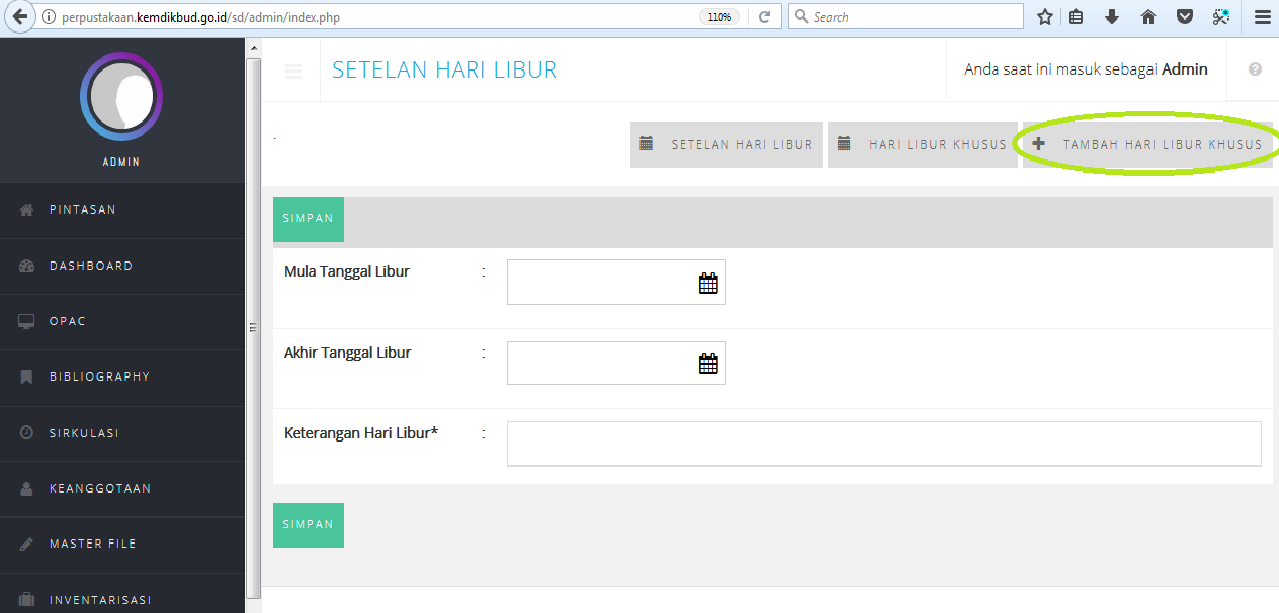 perpustakaan.kemdikbud.go.id/sd/admin/index.php
110%
Search
ADMIN
PINTASAN
DASHBOARD
OPAC
BIBLIOGRAPHY
SIRKULASI
KEANGGOTAAN
MASTER FILE
INVENTARISASI
SETELAN HARI LIBUR
Anda saat ini masuk sebagai Admin
.
SETELAN HARI LIBUR
HARI LIBUR KHUSUS
TAMBAH HARI LIBUR KHUSUS
SIMPAN
Mula Tanggal Libur :
Akhir Tanggal Libur :
Keterangan Hari Libur* :
SIMPAN